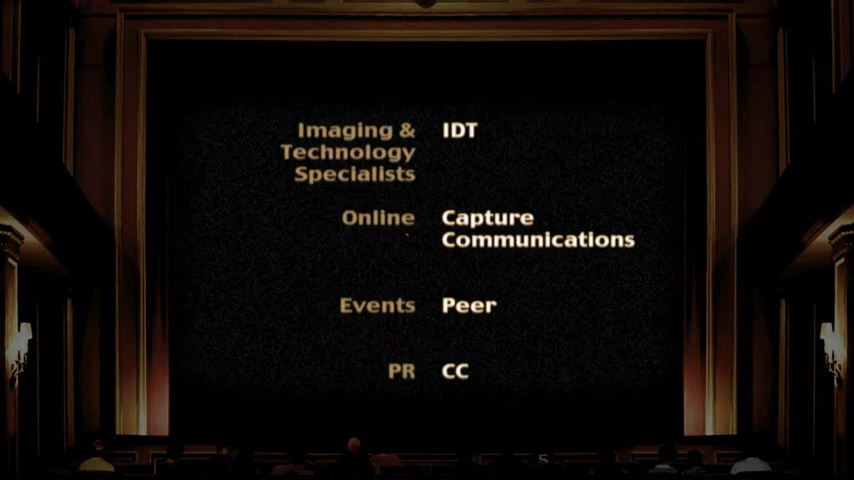 Imaging & IDT
Technology
Specialists
Online Capture
Communications
Events Peer
PR CC